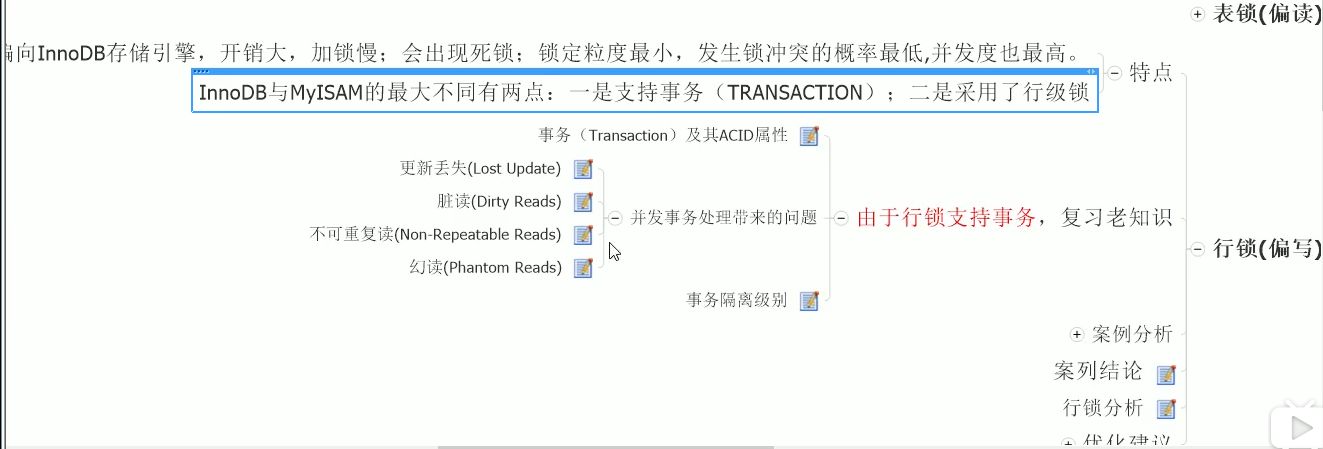 表锁(偏读)
偏向InnoDB存储引擎，开销大，加锁慢；会出现死锁；锁定粒度最小，发生锁冲突的概率最低,并发度也最高。
特点
InnoDB与MyISAM的最大不同有两点：一是支持事务（TRANSACTION）；二是采用了行级锁
事务（Transaction）及其ACID属性
更新丢失(Lost Update)
脏读(Dirty Reads)
并发事务处理带来的问题
由于行锁支持事务，复习老知识
不可重复读(Non-Repeatable Reads)
行锁(偏写)
幻读(Phantom Reads)
事务隔离级别
案例分析
案列结论
行锁分析
优化建议